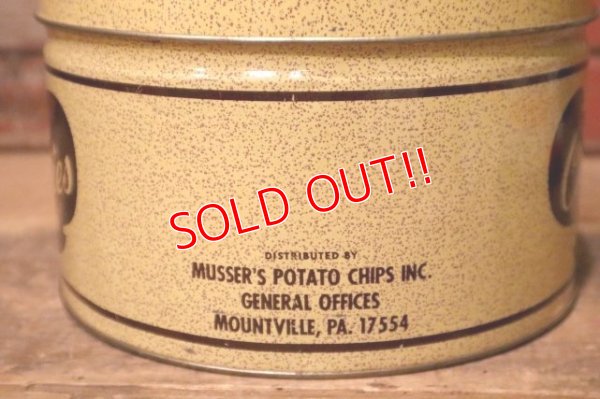 SOLD OUT!!
DISTRIBUTED BY
MUSSER'S POTATO CHIPS INC.
GENERAL OFFICES
MOUNTVILLE, PA. 17554